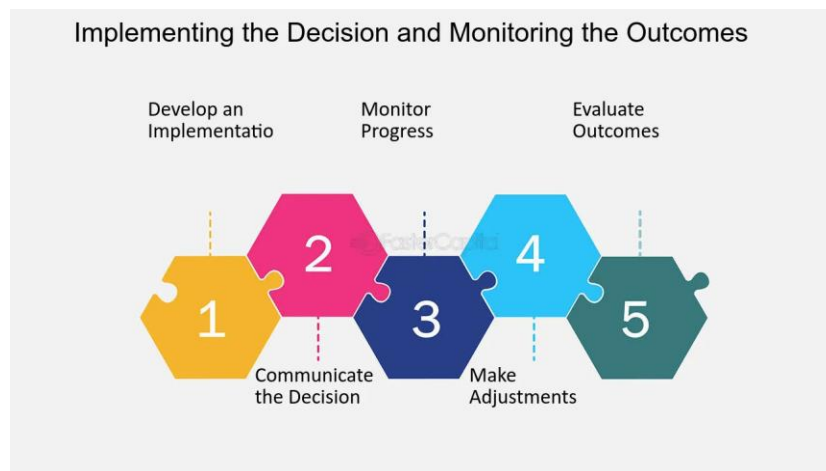 Implementing the Decision and Monitoring the Outcomes
Develop an
Implementatio
Monitor
Progress
Evaluate
Outcomes
1
2
3
4
5
FasterCapital
Communicate
the Decision
Make
Adjustments